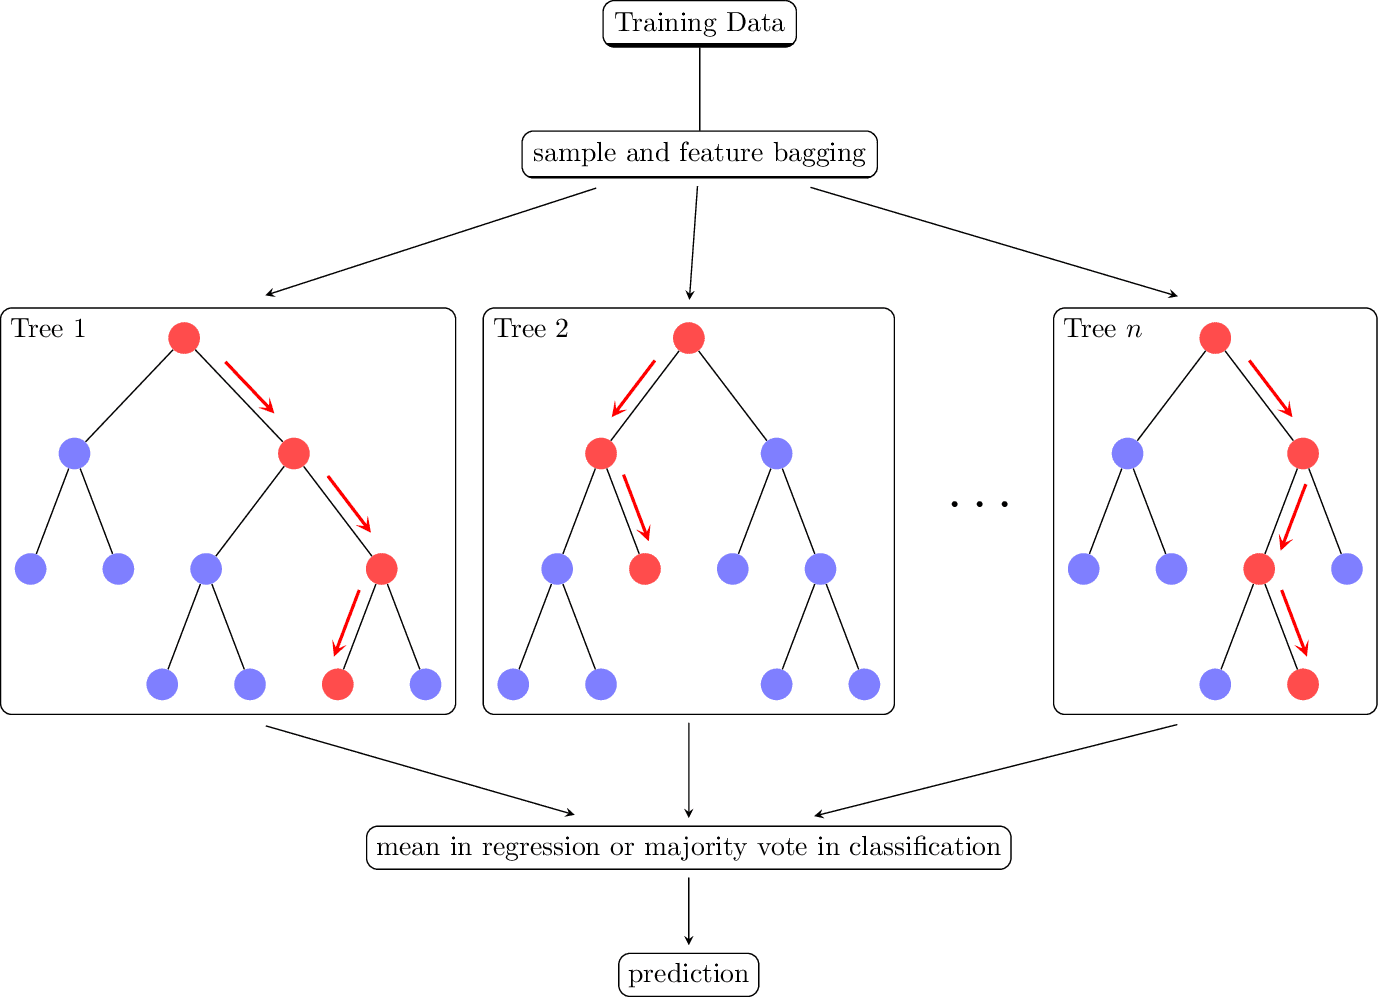 Training Data
sample and feature bagging
Tree 1
Tree 2
Tree n
...
mean in regression or majority vote in classification
prediction